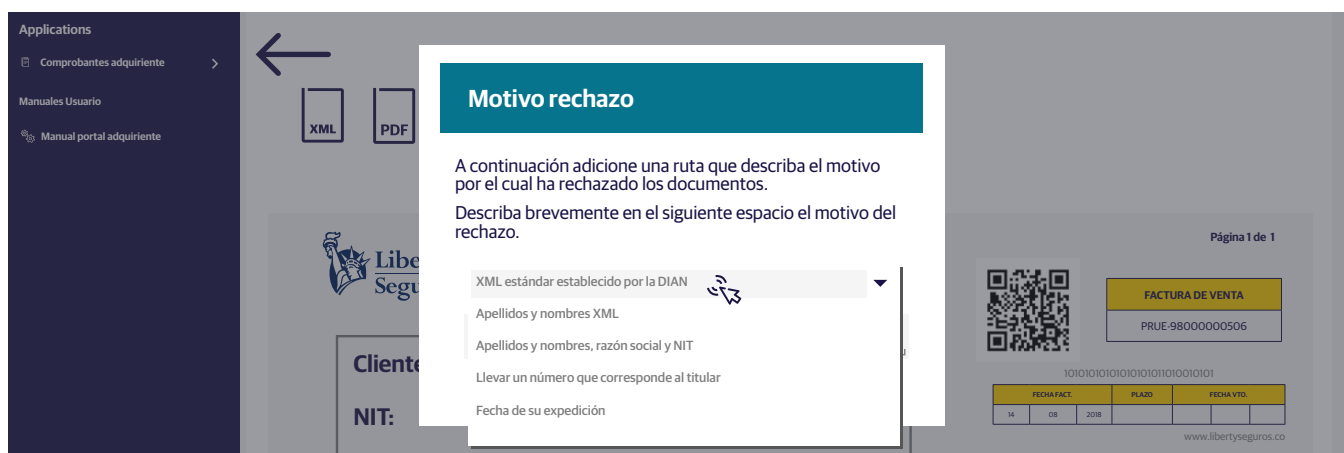 Applications
Comprobantes adquiriente
Manuales Usuario
Manual portal adquiriente
XML
PDF
Motivo rechazo
A continuación adicione una ruta que describa el motivo
por el cual ha rechazado los documentos.
Describa brevemente en el siguiente espacio el motivo del
rechazo.
XML estándar establecido por la DIAN
Apellidos y nombres XML
Apellidos y nombres, razón social y NIT
Llevar un número que corresponde al titular
Fecha de su expedición
Libe
Segu
Cliente
NIT:
Página 1 de 1
FACTURA DE VENTA
PRUE-98000000506
1010101010101010101011010010101
FECHA FACT. PLAZO FECHA VTO.
14 08 2018
www.libertyseguros.co